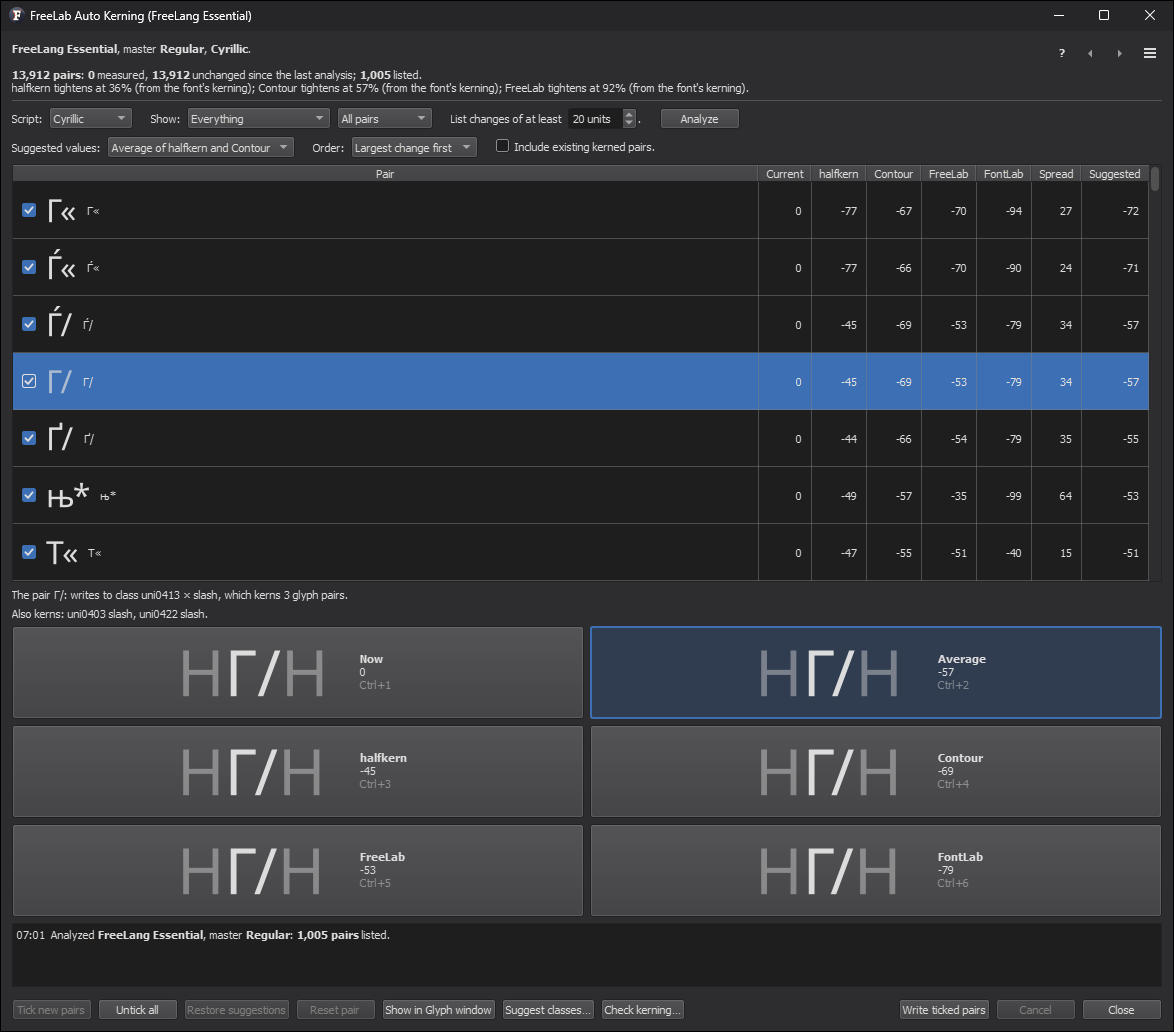 FreeLab Auto Kerning (FreeLang Essential)
FreeLang Essential, master Regular, Cyrillic.
?
13,912 pairs: 0 measured, 13,912 unchanged since the last analysis; 1,005 listed.
halfkern tightens at 36% (from the font's kerning); Contour tightens at 57% (from the font's kerning); FreeLab tightens at 92% (from the font's kerning).
Script: Cyrillic Show: Everything All pairs List changes of at least 20 units . Analyze
Suggested values: Average of halfkern and Contour Order: Largest change first Include existing kerned pairs.
Pair Current halfkern Contour FreeLab FontLab Spread Suggested
Г« Г« 0 -77 -67 -70 -94 27 -72
Ѓ« Ѓ« 0 -77 -66 -70 -90 24 -71
Ѓ/ Ѓ/ 0 -45 -69 -53 -79 34 -57
Г/ Г/ 0 -45 -69 -53 -79 34 -57
Ґ/ Ґ/ 0 -44 -66 -54 -79 35 -55
њ* њ* 0 -49 -57 -35 -99 64 -53
Т« Т« 0 -47 -55 -51 -40 15 -51
The pair Г/: writes to class uni0413 × slash, which kerns 3 glyph pairs.
Also kerns: uni0403 slash, uni0422 slash.
НГ/Н Now
0
Ctrl+1
НГ/Н Average
-57
Ctrl+2
НГ/Н halfkern
-45
Ctrl+3
НГ/Н Contour
-69
Ctrl+4
НГ/Н FreeLab
-53
Ctrl+5
НГ/Н FontLab
-79
Ctrl+6
07:01 Analyzed FreeLang Essential, master Regular: 1,005 pairs listed.
Tick new pairs Untick all Restore suggestions Reset pair Show in Glyph window Suggest classes... Check kerning... Write ticked pairs Cancel Close